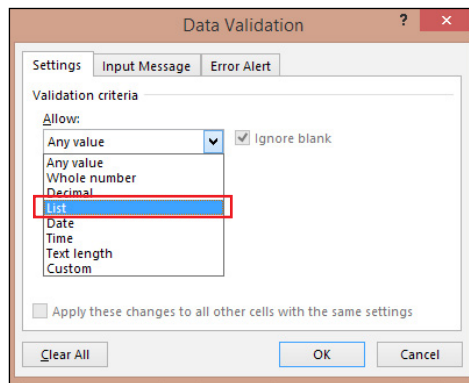 Data Validation ?
Settings Input Message Error Alert
Validation criteria
Allow:
Any value Ignore blank
Any value
Whole number
Decimal
List
Date
Time
Text length
Custom
Apply these changes to all other cells with the same settings
Clear All OK Cancel